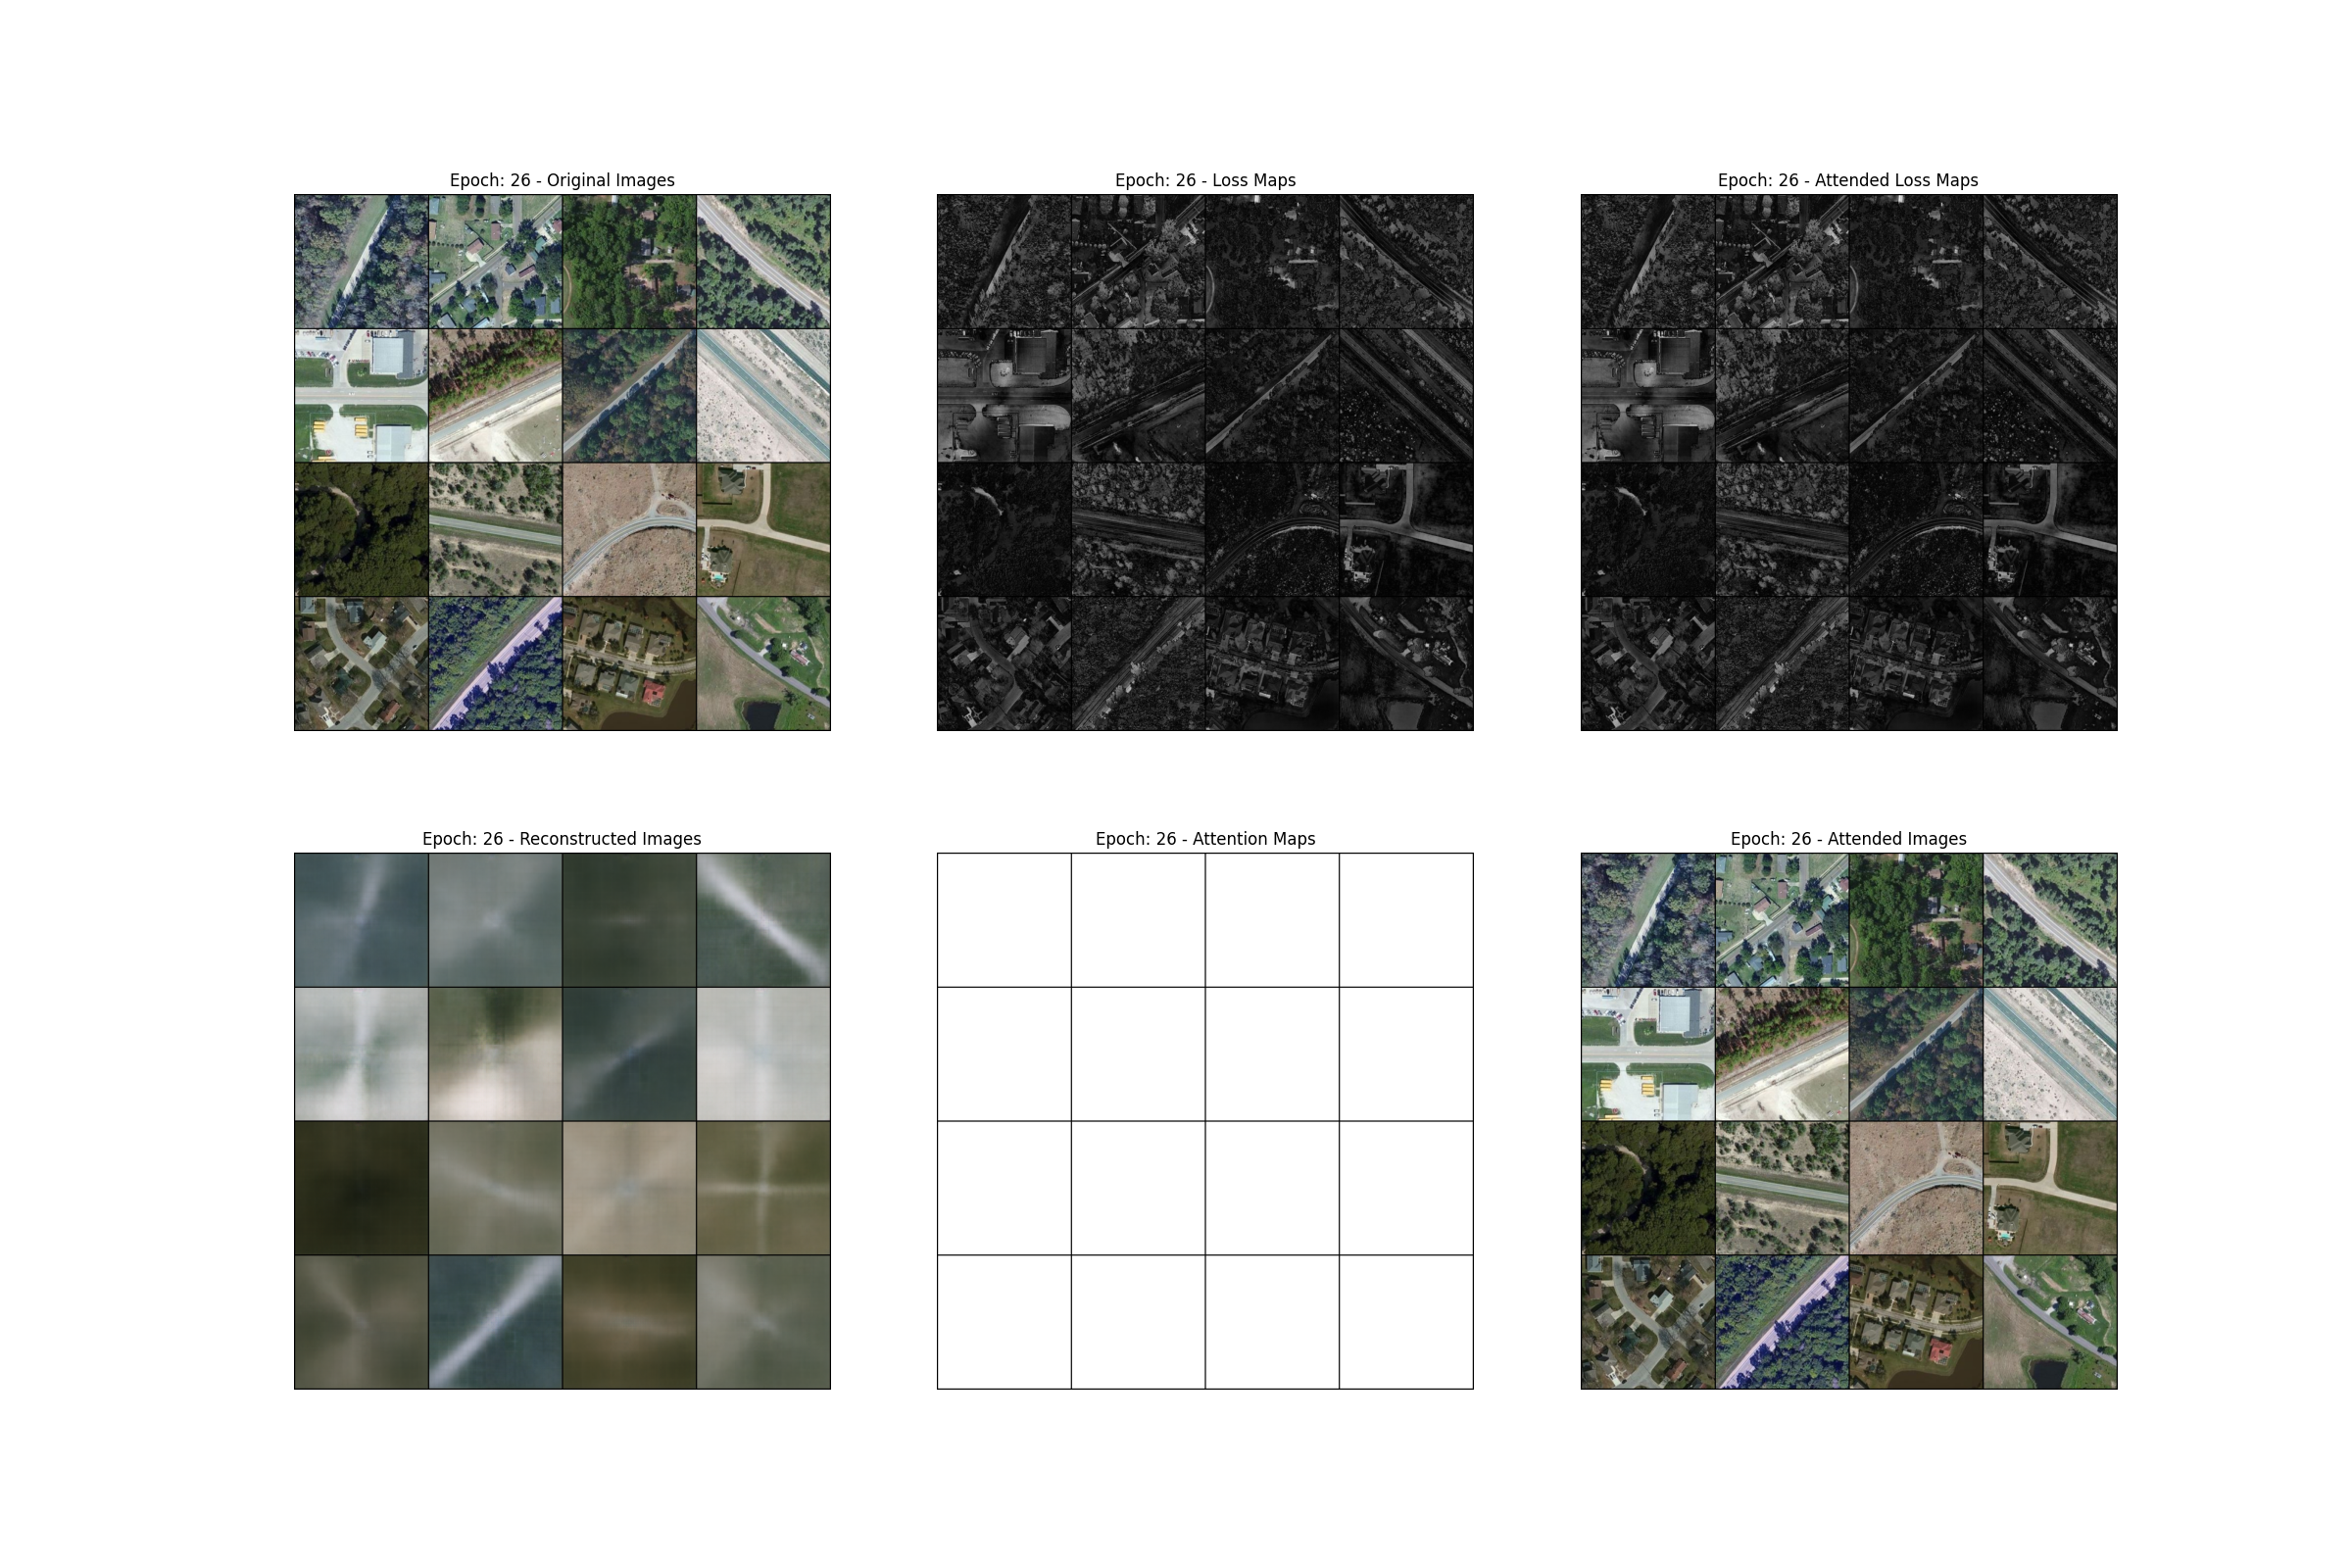 Epoch: 26 - Original Images
Epoch: 26 - Loss Maps
Epoch: 26 - Attended Loss Maps
Epoch: 26 - Reconstructed Images
Epoch: 26 - Attention Maps
Epoch: 26 - Attended Images